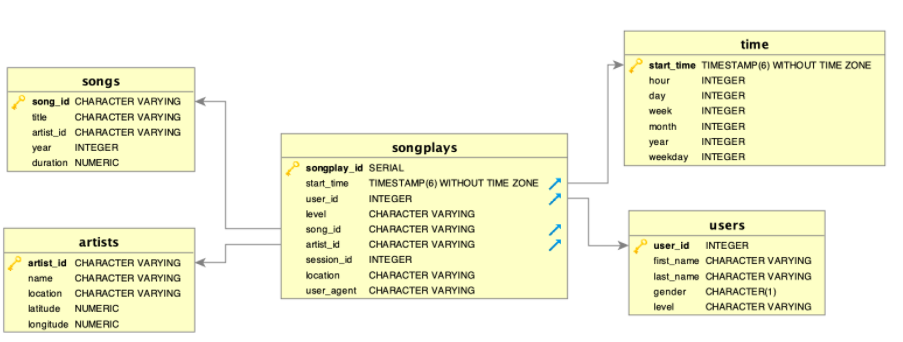 songs
song_id CHARACTER VARYING
title CHARACTER VARYING
artist_id CHARACTER VARYING
year INTEGER
duration NUMERIC
artists
artist_id CHARACTER VARYING
name CHARACTER VARYING
location CHARACTER VARYING
latitude NUMERIC
longitude NUMERIC
songplays
songplay_id SERIAL
start_time TIMESTAMP(6) WITHOUT TIME ZONE
user_id INTEGER
level CHARACTER VARYING
song_id CHARACTER VARYING
artist_id CHARACTER VARYING
session_id INTEGER
location CHARACTER VARYING
user_agent CHARACTER VARYING
time
start_time TIMESTAMP(6) WITHOUT TIME ZONE
hour INTEGER
day INTEGER
week INTEGER
month INTEGER
year INTEGER
weekday INTEGER
users
user_id INTEGER
first_name CHARACTER VARYING
last_name CHARACTER VARYING
gender CHARACTER(1)
level CHARACTER VARYING